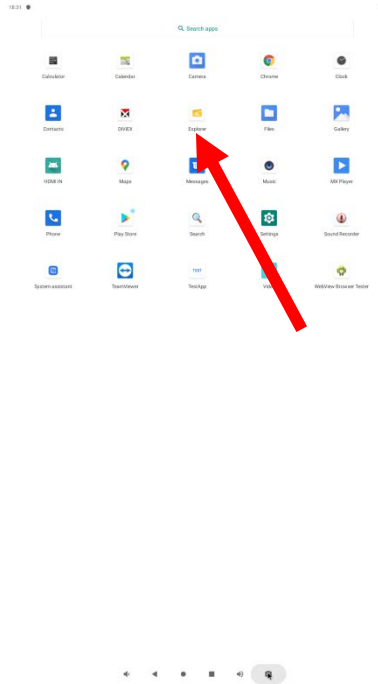 18:31
Search apps
Calculator Calendar Camera Chrome Clock
Contacts DIVEX Explorer Files Gallery
HDMI IN Maps Messages Music MX Player
Phone Play Store Search Settings Sound Recorder
TEST
System assistant TeamViewer TestApp WebView Browser Tester